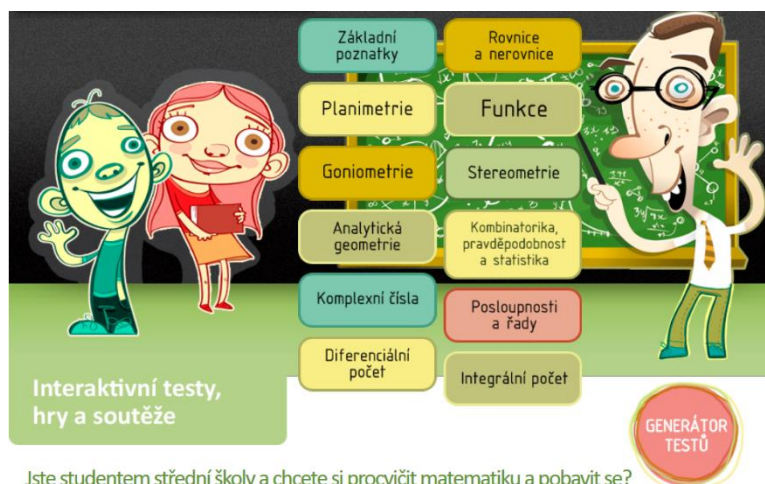 Základní
poznatky
Rovnice
a nerovnice
Planimetrie
Funkce
Goniometrie
Stereometrie
Analytická
geometrie
Kombinatorika,
pravděpodobnost
a statistika
Komplexní čísla
Posloupnosti
a řady
Diferenciální
počet
Integrální počet
Interaktivní testy,
hry a soutěže
GENERÁTOR
TESTŮ
Jste studentem střední školy a chcete si procvičit matematiku a pobavit se?